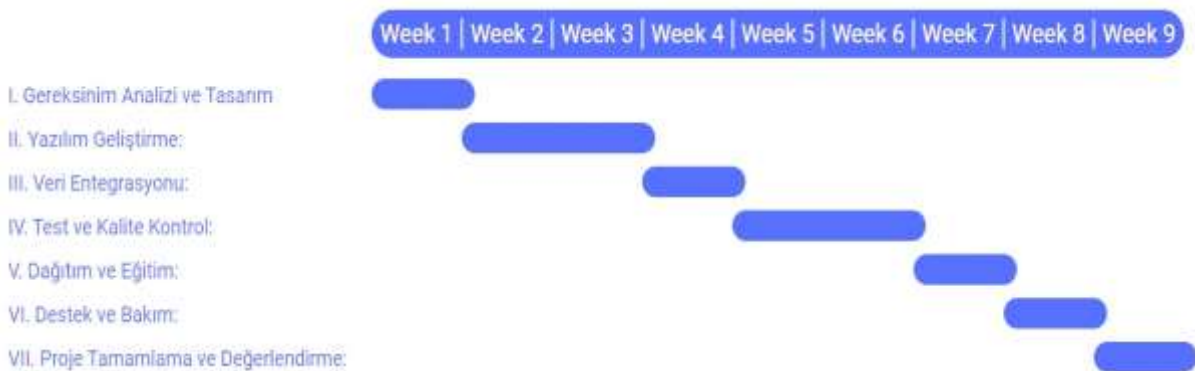 Week 1 | Week 2 | Week 3 | Week 4 | Week 5 | Week 6 | Week 7 | Week 8 | Week 9
I. Gereksinim Analizi ve Tasarım
II. Yazılım Geliştirme:
III. Veri Entegrasyonu:
IV. Test ve Kalite Kontrol:
V. Dağıtım ve Eğitim:
VI. Destek ve Bakım:
VII. Proje Tamamlama ve Değerlendirme: